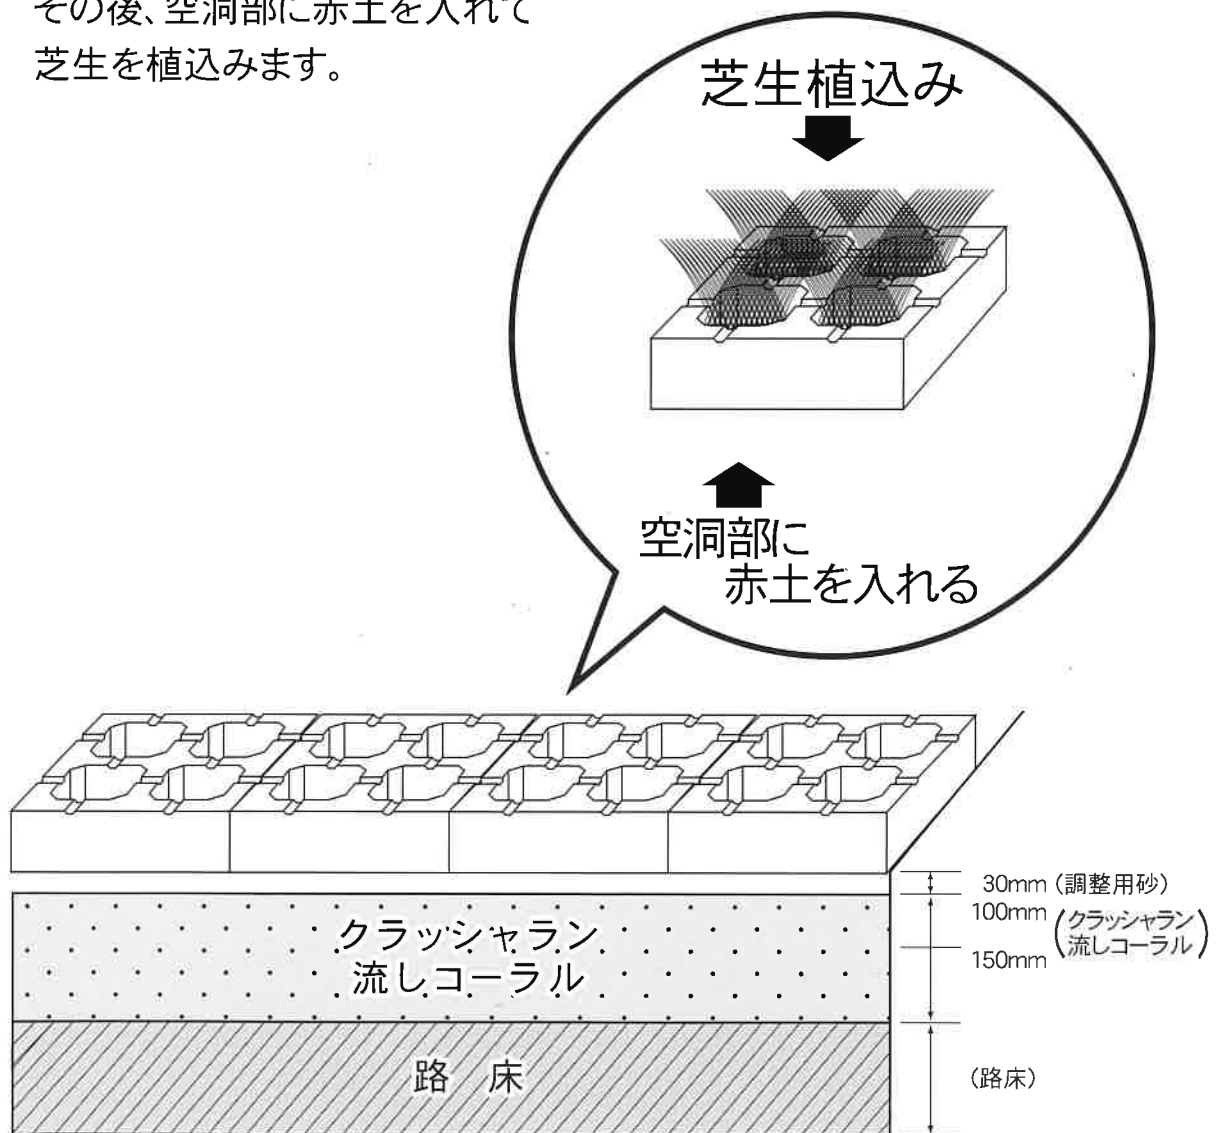 その後、空洞部に赤土を入れて
芝生を植込みます。
芝生植込み
空洞部に
赤土を入れる
30mm (調整用砂)
100mm
150mm
(クラッシャラン
流しコーラル)
クラッシャラン
流しコーラル
路 床
(路床)